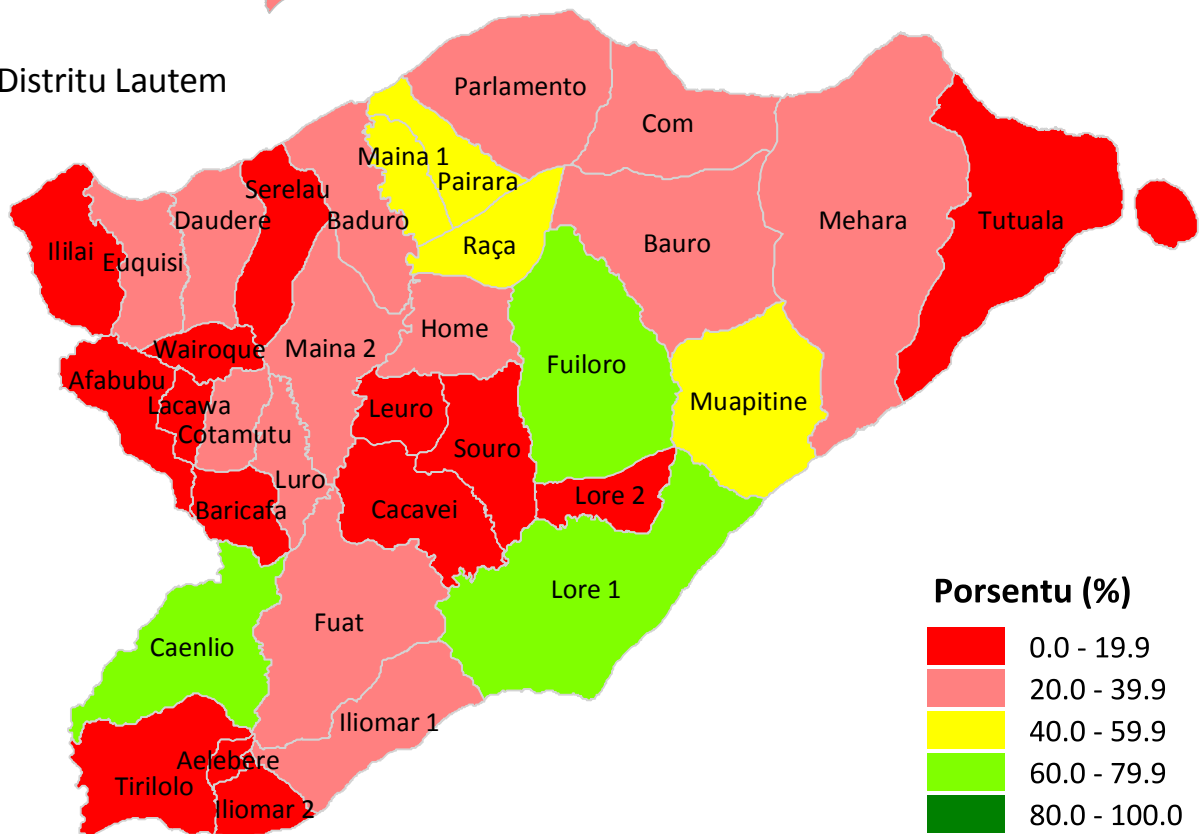 Distritu Lautem
Parlamento
Com
Maina 1
Pairara
Serelau
Daudere
Baduro
Mehara
Tutuala
Ililai
Euquisi
Raça
Bauro
Home
Wairoque
Maina 2
Fuiloro
Afabubu
Lacawa
Leuro
Muapitine
Cotamutu
Souro
Luro
Lore 2
Baricafa
Cacavei
Lore 1
Fuat
Caenlio
Iliomar 1
Aelebere
Tirilolo
Iliomar 2
Porsentu (%)
0.0 - 19.9
20.0 - 39.9
40.0 - 59.9
60.0 - 79.9
80.0 - 100.0